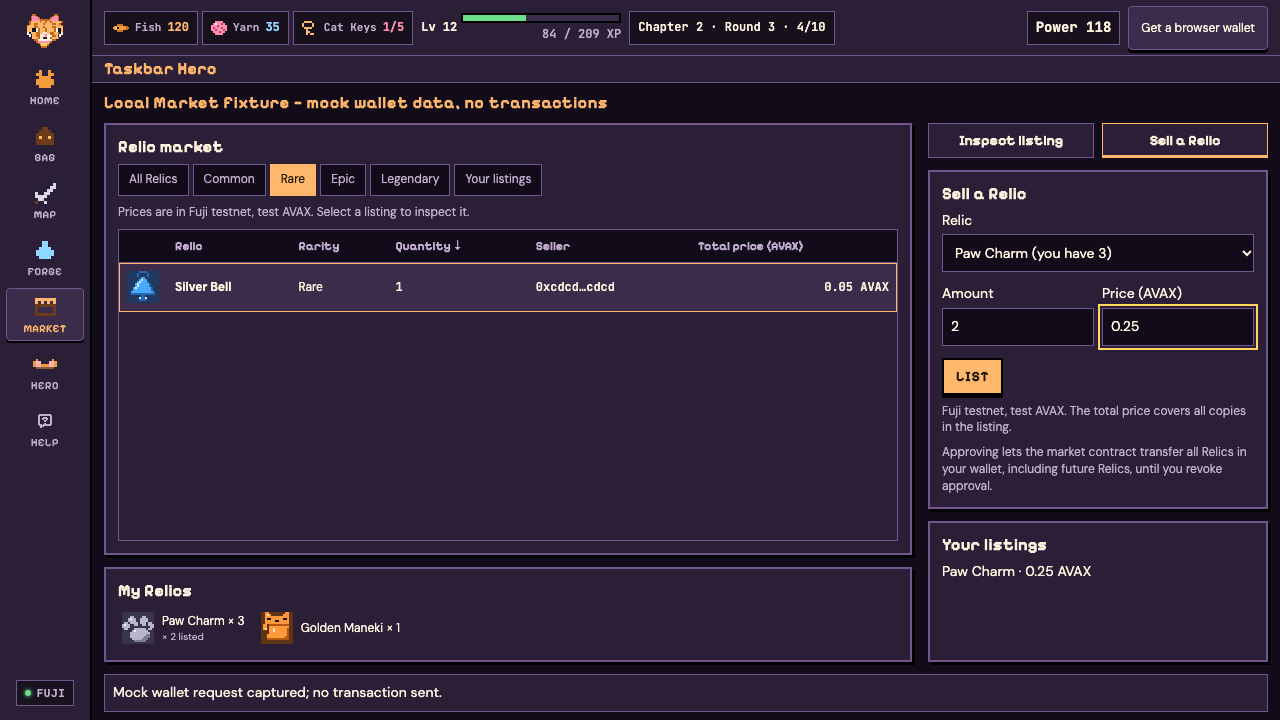 Fish 120
Yarn 35
Cat Keys 1/5
Lv 12
84 / 209 XP
Chapter 2 · Round 3 · 4/10
Power 118
Get a browser wallet
HOME
BAG
MAP
FORGE
MARKET
HERO
HELP
FUJI
Taskbar Hero
Local Market Fixture - mock wallet data, no transactions
Relic market
All Relics
Common
Rare
Epic
Legendary
Your listings
Prices are in Fuji testnet, test AVAX. Select a listing to inspect it.
Relic Rarity Quantity ↓ Seller Total price (AVAX)
Silver Bell Rare 1 0xcdcd…cdcd 0.05 AVAX
My Relics
Paw Charm × 3
× 2 listed
Golden Maneki × 1
Inspect listing
Sell a Relic
Sell a Relic
Relic
Paw Charm (you have 3)
Amount Price (AVAX)
2 0.25
LIST
Fuji testnet, test AVAX. The total price covers all copies
in the listing.
Approving lets the market contract transfer all Relics in
your wallet, including future Relics, until you revoke
approval.
Your listings
Paw Charm · 0.25 AVAX
Mock wallet request captured; no transaction sent.